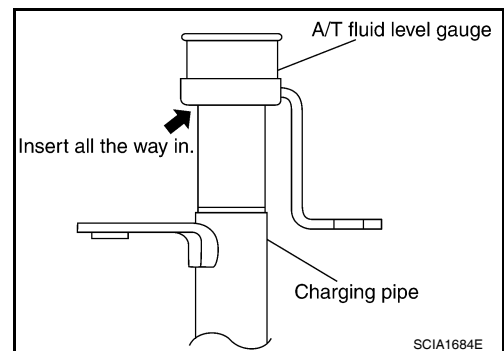 A/T fluid level gauge
Insert all the way in.
Charging pipe
SCIA1684E